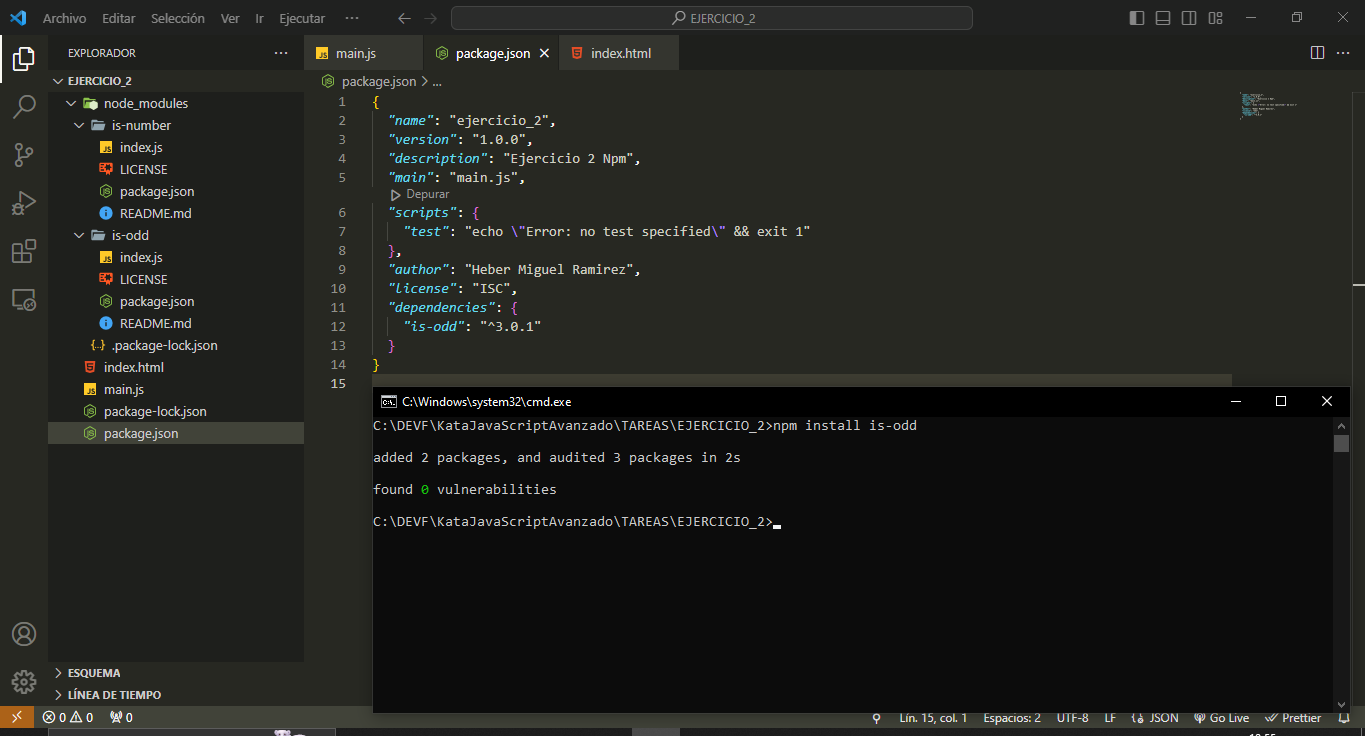 Archivo Editar Selección Ver Ir Ejecutar ··· EJERCICIO_2
EXPLORADOR ···
EJERCICIO_2
node_modules
is-number
index.js
LICENSE
package.json
README.md
is-odd
index.js
LICENSE
package.json
README.md
.package-lock.json
index.html
main.js
package-lock.json
package.json
ESQUEMA
LÍNEA DE TIEMPO
main.js package.json index.html
package.json > ...
1 {
2 "name": "ejercicio_2",
3 "version": "1.0.0",
4 "description": "Ejercicio 2 Npm",
5 "main": "main.js",
Depurar
6 "scripts": {
7 "test": "echo \"Error: no test specified\" && exit 1"
8 },
9 "author": "Heber Miguel Ramirez",
10 "license": "ISC",
11 "dependencies": {
12 "is-odd": "^3.0.1"
13 }
14 }
15
C:\Windows\system32\cmd.exe
C:\DEVF\KataJavaScriptAvanzado\TAREAS\EJERCICIO_2>npm install is-odd
added 2 packages, and audited 3 packages in 2s
found 0 vulnerabilities
C:\DEVF\KataJavaScriptAvanzado\TAREAS\EJERCICIO_2>
0 0 0 Lín. 15, col. 1 Espacios: 2 UTF-8 LF JSON Go Live Prettier